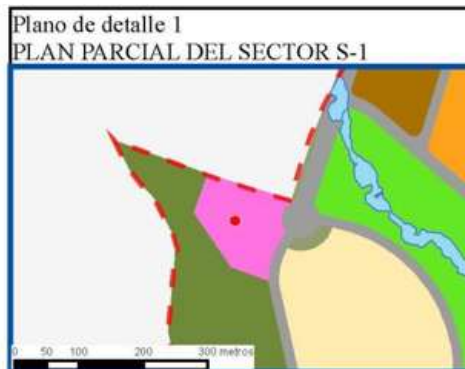 Plano de detalle 1
PLAN PARCIAL DEL SECTOR S-1
0 50 100 200 300 metros